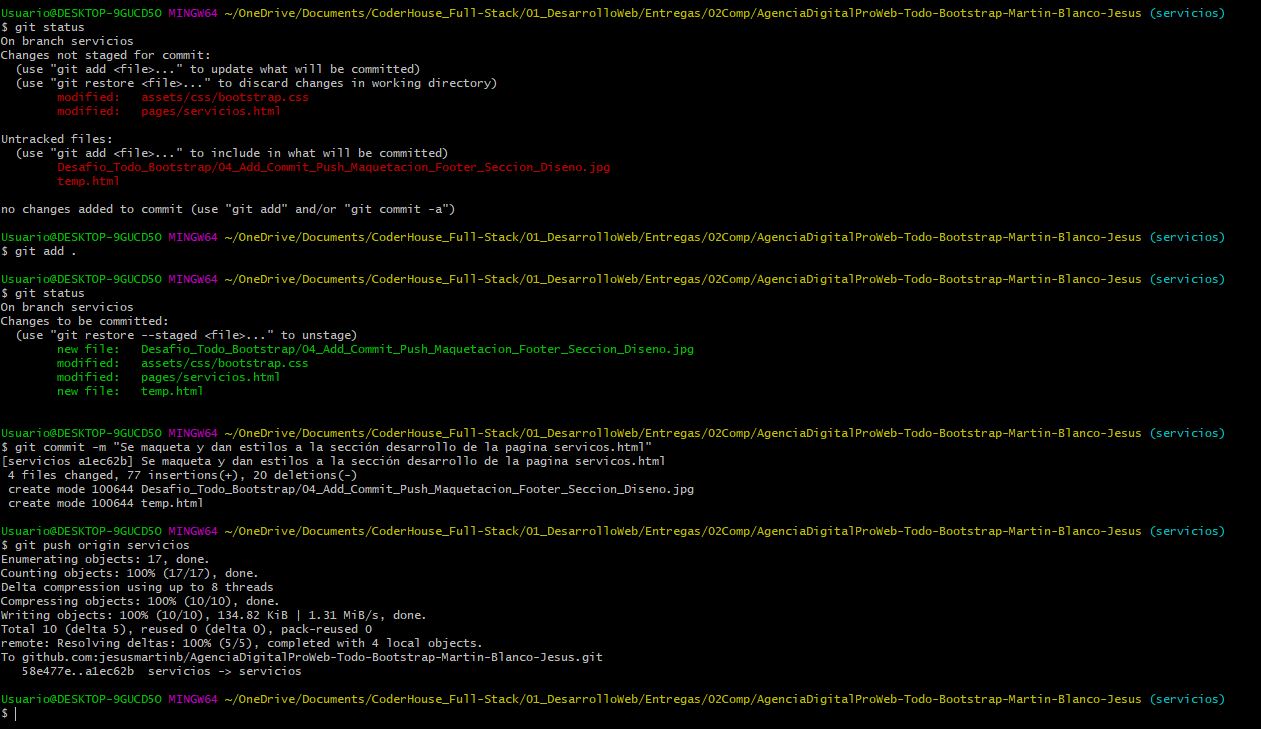 Usuario@DESKTOP-9GUCD5O MINGW64 ~/OneDrive/Documents/CoderHouse_Full-Stack/01_DesarrolloWeb/Entregas/02Comp/AgenciaDigitalProWeb-Todo-Bootstrap-Martin-Blanco-Jesus (servicios)
$ git status
On branch servicios
Changes not staged for commit:
  (use "git add <file>..." to update what will be committed)
  (use "git restore <file>..." to discard changes in working directory)
        modified:   assets/css/bootstrap.css
        modified:   pages/servicios.html

Untracked files:
  (use "git add <file>..." to include in what will be committed)
        Desafio_Todo_Bootstrap/04_Add_Commit_Push_Maquetacion_Footer_Seccion_Diseno.jpg
        temp.html

no changes added to commit (use "git add" and/or "git commit -a")

Usuario@DESKTOP-9GUCD5O MINGW64 ~/OneDrive/Documents/CoderHouse_Full-Stack/01_DesarrolloWeb/Entregas/02Comp/AgenciaDigitalProWeb-Todo-Bootstrap-Martin-Blanco-Jesus (servicios)
$ git add .

Usuario@DESKTOP-9GUCD5O MINGW64 ~/OneDrive/Documents/CoderHouse_Full-Stack/01_DesarrolloWeb/Entregas/02Comp/AgenciaDigitalProWeb-Todo-Bootstrap-Martin-Blanco-Jesus (servicios)
$ git status
On branch servicios
Changes to be committed:
  (use "git restore --staged <file>..." to unstage)
        new file:   Desafio_Todo_Bootstrap/04_Add_Commit_Push_Maquetacion_Footer_Seccion_Diseno.jpg
        modified:   assets/css/bootstrap.css
        modified:   pages/servicios.html
        new file:   temp.html

Usuario@DESKTOP-9GUCD5O MINGW64 ~/OneDrive/Documents/CoderHouse_Full-Stack/01_DesarrolloWeb/Entregas/02Comp/AgenciaDigitalProWeb-Todo-Bootstrap-Martin-Blanco-Jesus (servicios)
$ git commit -m "Se maqueta y dan estilos a la sección desarrollo de la pagina servicos.html"
[servicios a1ec62b] Se maqueta y dan estilos a la sección desarrollo de la pagina servicos.html
 4 files changed, 77 insertions(+), 20 deletions(-)
 create mode 100644 Desafio_Todo_Bootstrap/04_Add_Commit_Push_Maquetacion_Footer_Seccion_Diseno.jpg
 create mode 100644 temp.html

Usuario@DESKTOP-9GUCD5O MINGW64 ~/OneDrive/Documents/CoderHouse_Full-Stack/01_DesarrolloWeb/Entregas/02Comp/AgenciaDigitalProWeb-Todo-Bootstrap-Martin-Blanco-Jesus (servicios)
$ git push origin servicios
Enumerating objects: 17, done.
Counting objects: 100% (17/17), done.
Delta compression using up to 8 threads
Compressing objects: 100% (10/10), done.
Writing objects: 100% (10/10), 134.82 KiB | 1.31 MiB/s, done.
Total 10 (delta 5), reused 0 (delta 0), pack-reused 0
remote: Resolving deltas: 100% (5/5), completed with 4 local objects.
To github.com:jesusmartinb/AgenciaDigitalProWeb-Todo-Bootstrap-Martin-Blanco-Jesus.git
   58e477e..a1ec62b  servicios -> servicios

Usuario@DESKTOP-9GUCD5O MINGW64 ~/OneDrive/Documents/CoderHouse_Full-Stack/01_DesarrolloWeb/Entregas/02Comp/AgenciaDigitalProWeb-Todo-Bootstrap-Martin-Blanco-Jesus (servicios)
$